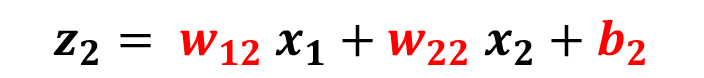 z₂ = w₁₂ x₁ + w₂₂ x₂ + b₂